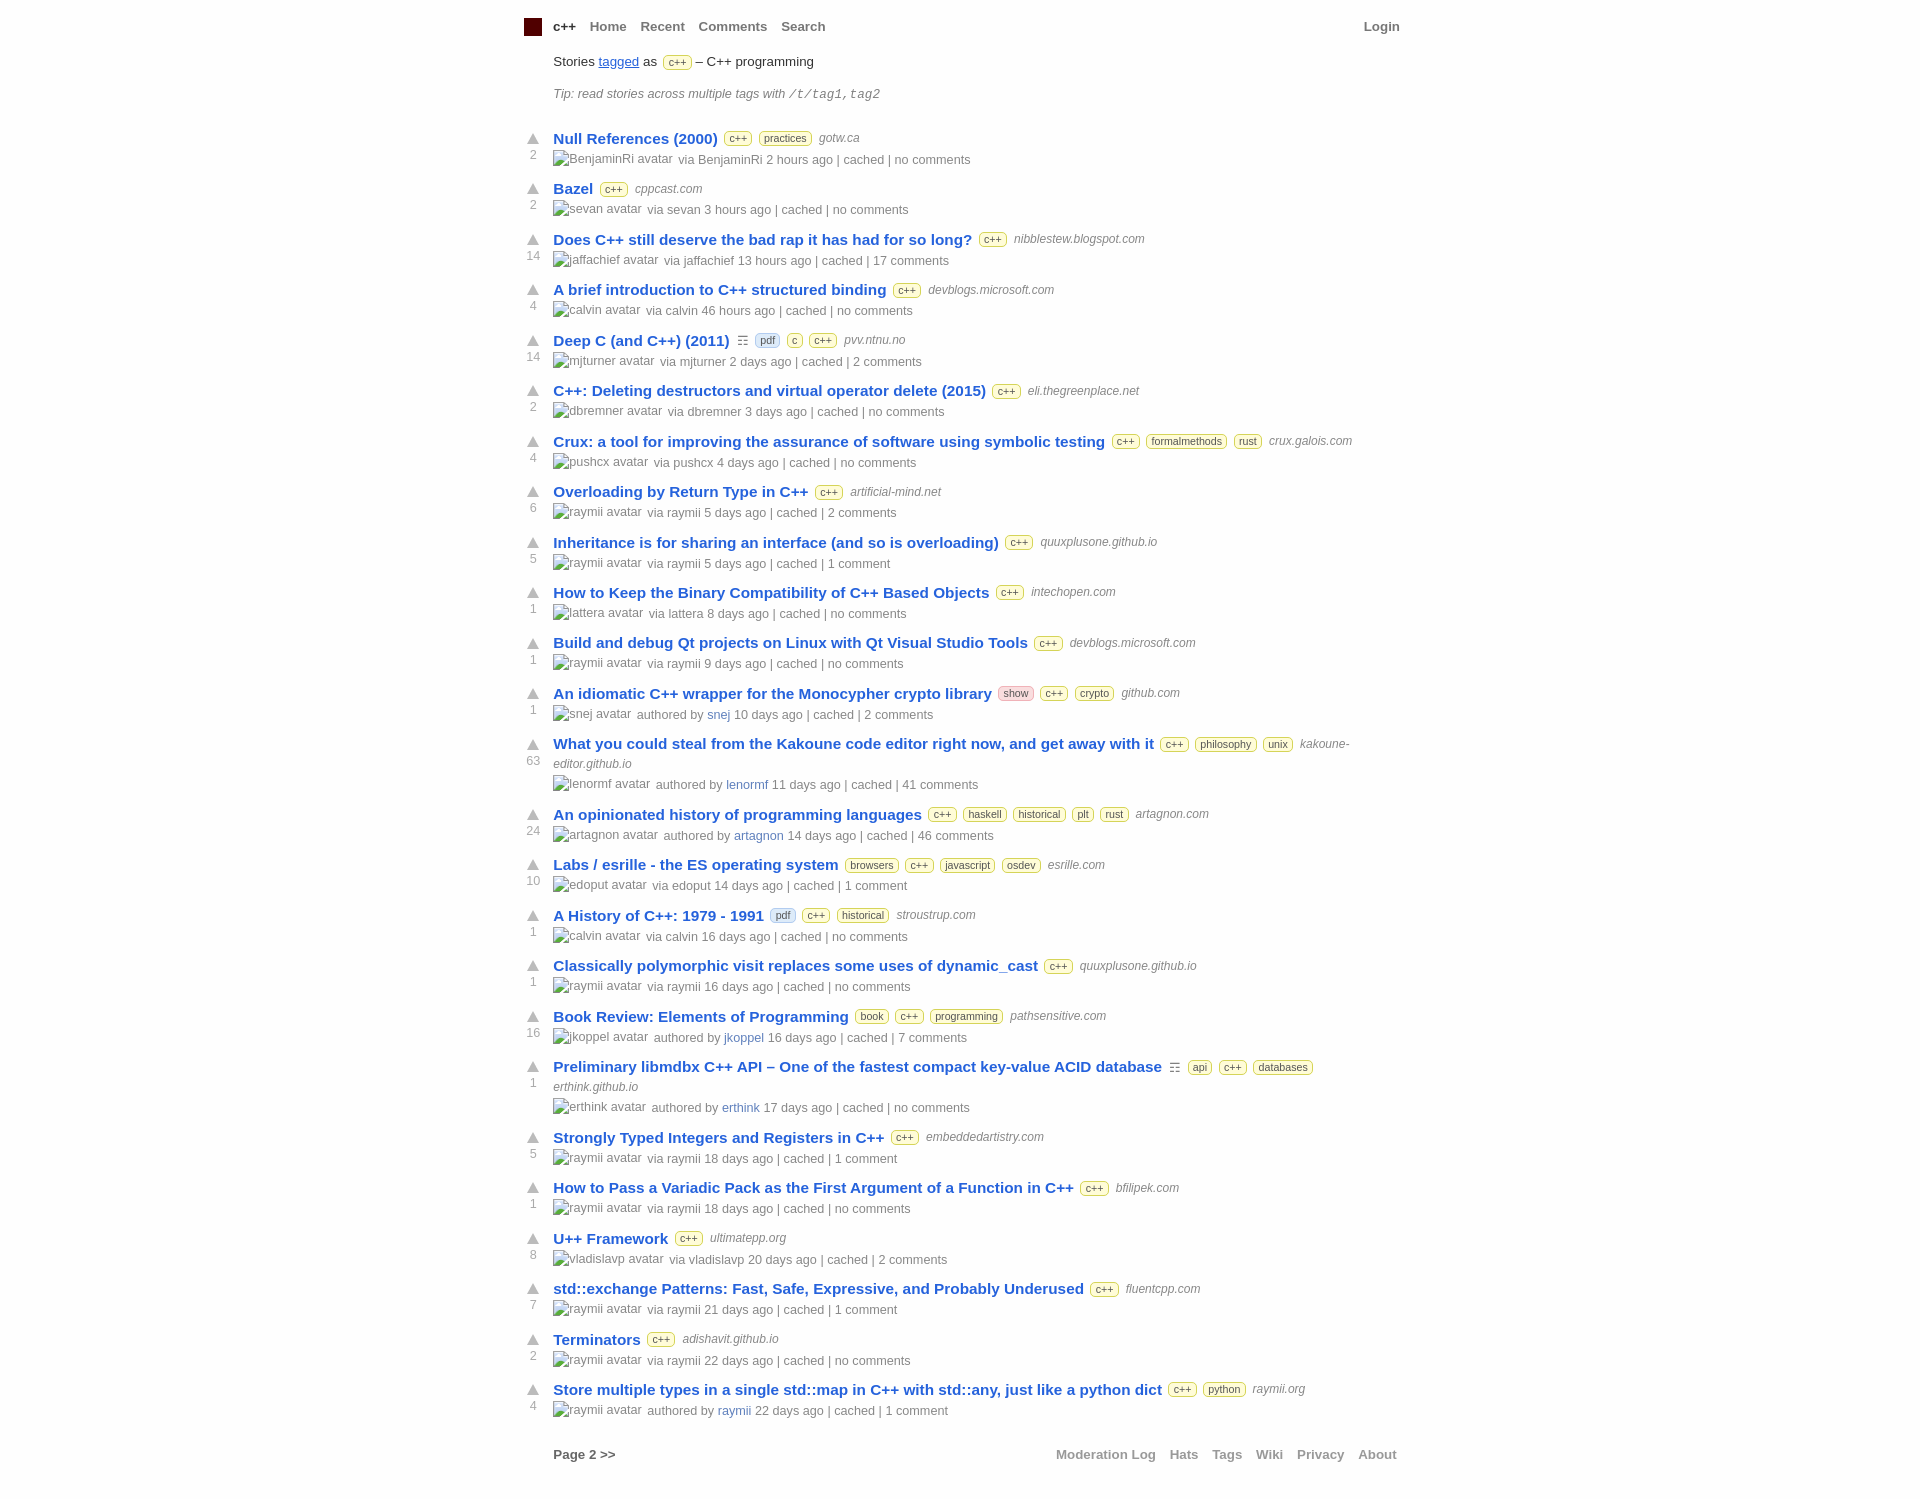 c++ Home Recent Comments Search Login
Stories tagged as c++ – C++ programming
Tip: read stories across multiple tags with /t/tag1,tag2
Null References (2000) c++ practices gotw.ca
2 BenjaminRi avatar via BenjaminRi 2 hours ago | cached | no comments
Bazel c++ cppcast.com
2 sevan avatar via sevan 3 hours ago | cached | no comments
Does C++ still deserve the bad rap it has had for so long? c++ nibblestew.blogspot.com
14 jaffachief avatar via jaffachief 13 hours ago | cached | 17 comments
A brief introduction to C++ structured binding c++ devblogs.microsoft.com
4 calvin avatar via calvin 46 hours ago | cached | no comments
Deep C (and C++) (2011) ☶ pdf c c++ pvv.ntnu.no
14 mjturner avatar via mjturner 2 days ago | cached | 2 comments
C++: Deleting destructors and virtual operator delete (2015) c++ eli.thegreenplace.net
2 dbremner avatar via dbremner 3 days ago | cached | no comments
Crux: a tool for improving the assurance of software using symbolic testing c++ formalmethods rust crux.galois.com
4 pushcx avatar via pushcx 4 days ago | cached | no comments
Overloading by Return Type in C++ c++ artificial-mind.net
6 raymii avatar via raymii 5 days ago | cached | 2 comments
Inheritance is for sharing an interface (and so is overloading) c++ quuxplusone.github.io
5 raymii avatar via raymii 5 days ago | cached | 1 comment
How to Keep the Binary Compatibility of C++ Based Objects c++ intechopen.com
1 lattera avatar via lattera 8 days ago | cached | no comments
Build and debug Qt projects on Linux with Qt Visual Studio Tools c++ devblogs.microsoft.com
1 raymii avatar via raymii 9 days ago | cached | no comments
An idiomatic C++ wrapper for the Monocypher crypto library show c++ crypto github.com
1 snej avatar authored by snej 10 days ago | cached | 2 comments
What you could steal from the Kakoune code editor right now, and get away with it c++ philosophy unix kakoune-
63 editor.github.io
lenormf avatar authored by lenormf 11 days ago | cached | 41 comments
An opinionated history of programming languages c++ haskell historical plt rust artagnon.com
24 artagnon avatar authored by artagnon 14 days ago | cached | 46 comments
Labs / esrille - the ES operating system browsers c++ javascript osdev esrille.com
10 edoput avatar via edoput 14 days ago | cached | 1 comment
A History of C++: 1979 - 1991 pdf c++ historical stroustrup.com
1 calvin avatar via calvin 16 days ago | cached | no comments
Classically polymorphic visit replaces some uses of dynamic_cast c++ quuxplusone.github.io
1 raymii avatar via raymii 16 days ago | cached | no comments
Book Review: Elements of Programming book c++ programming pathsensitive.com
16 jkoppel avatar authored by jkoppel 16 days ago | cached | 7 comments
Preliminary libmdbx C++ API – One of the fastest compact key-value ACID database ☶ api c++ databases
1 erthink.github.io
erthink avatar authored by erthink 17 days ago | cached | no comments
Strongly Typed Integers and Registers in C++ c++ embeddedartistry.com
5 raymii avatar via raymii 18 days ago | cached | 1 comment
How to Pass a Variadic Pack as the First Argument of a Function in C++ c++ bfilipek.com
1 raymii avatar via raymii 18 days ago | cached | no comments
U++ Framework c++ ultimatepp.org
8 vladislavp avatar via vladislavp 20 days ago | cached | 2 comments
std::exchange Patterns: Fast, Safe, Expressive, and Probably Underused c++ fluentcpp.com
7 raymii avatar via raymii 21 days ago | cached | 1 comment
Terminators c++ adishavit.github.io
2 raymii avatar via raymii 22 days ago | cached | no comments
Store multiple types in a single std::map in C++ with std::any, just like a python dict c++ python raymii.org
4 raymii avatar authored by raymii 22 days ago | cached | 1 comment
Page 2 >> Moderation Log Hats Tags Wiki Privacy About